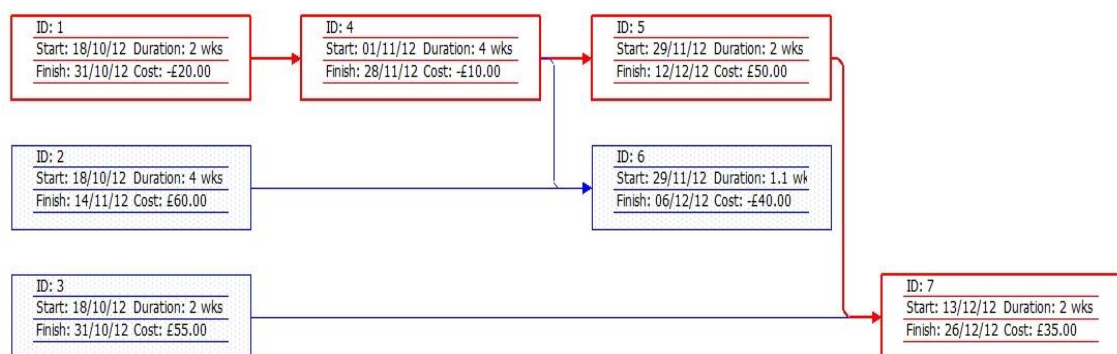 ID: 1
Start: 18/10/12 Duration: 2 wks
Finish: 31/10/12 Cost: -£20.00
ID: 4
Start: 01/11/12 Duration: 4 wks
Finish: 28/11/12 Cost: -£10.00
ID: 5
Start: 29/11/12 Duration: 2 wks
Finish: 12/12/12 Cost: £50.00
ID: 2
Start: 18/10/12 Duration: 4 wks
Finish: 14/11/12 Cost: £60.00
ID: 6
Start: 29/11/12 Duration: 1.1 wk
Finish: 06/12/12 Cost: -£40.00
ID: 3
Start: 18/10/12 Duration: 2 wks
Finish: 31/10/12 Cost: £55.00
ID: 7
Start: 13/12/12 Duration: 2 wks
Finish: 26/12/12 Cost: £35.00